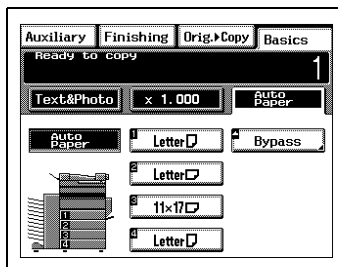 Auxiliary Finishing Orig.▸Copy Basics
Ready to copy
1
Text&Photo × 1.000 Auto Paper
Auto Paper 1 Letter Bypass
2 Letter
3 11×17
4 Letter
1
2
3
4